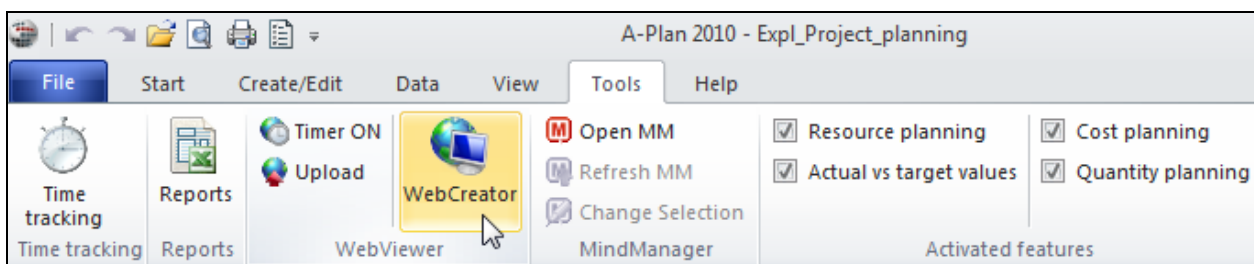 A-Plan 2010 - Expl_Project_planning
File Start Create/Edit Data View Tools Help
Time tracking
Reports
Timer ON
Upload
WebCreator
M Open MM
Refresh MM
Change Selection
Resource planning
Actual vs target values
Cost planning
Quantity planning
Time tracking Reports WebViewer MindManager Activated features